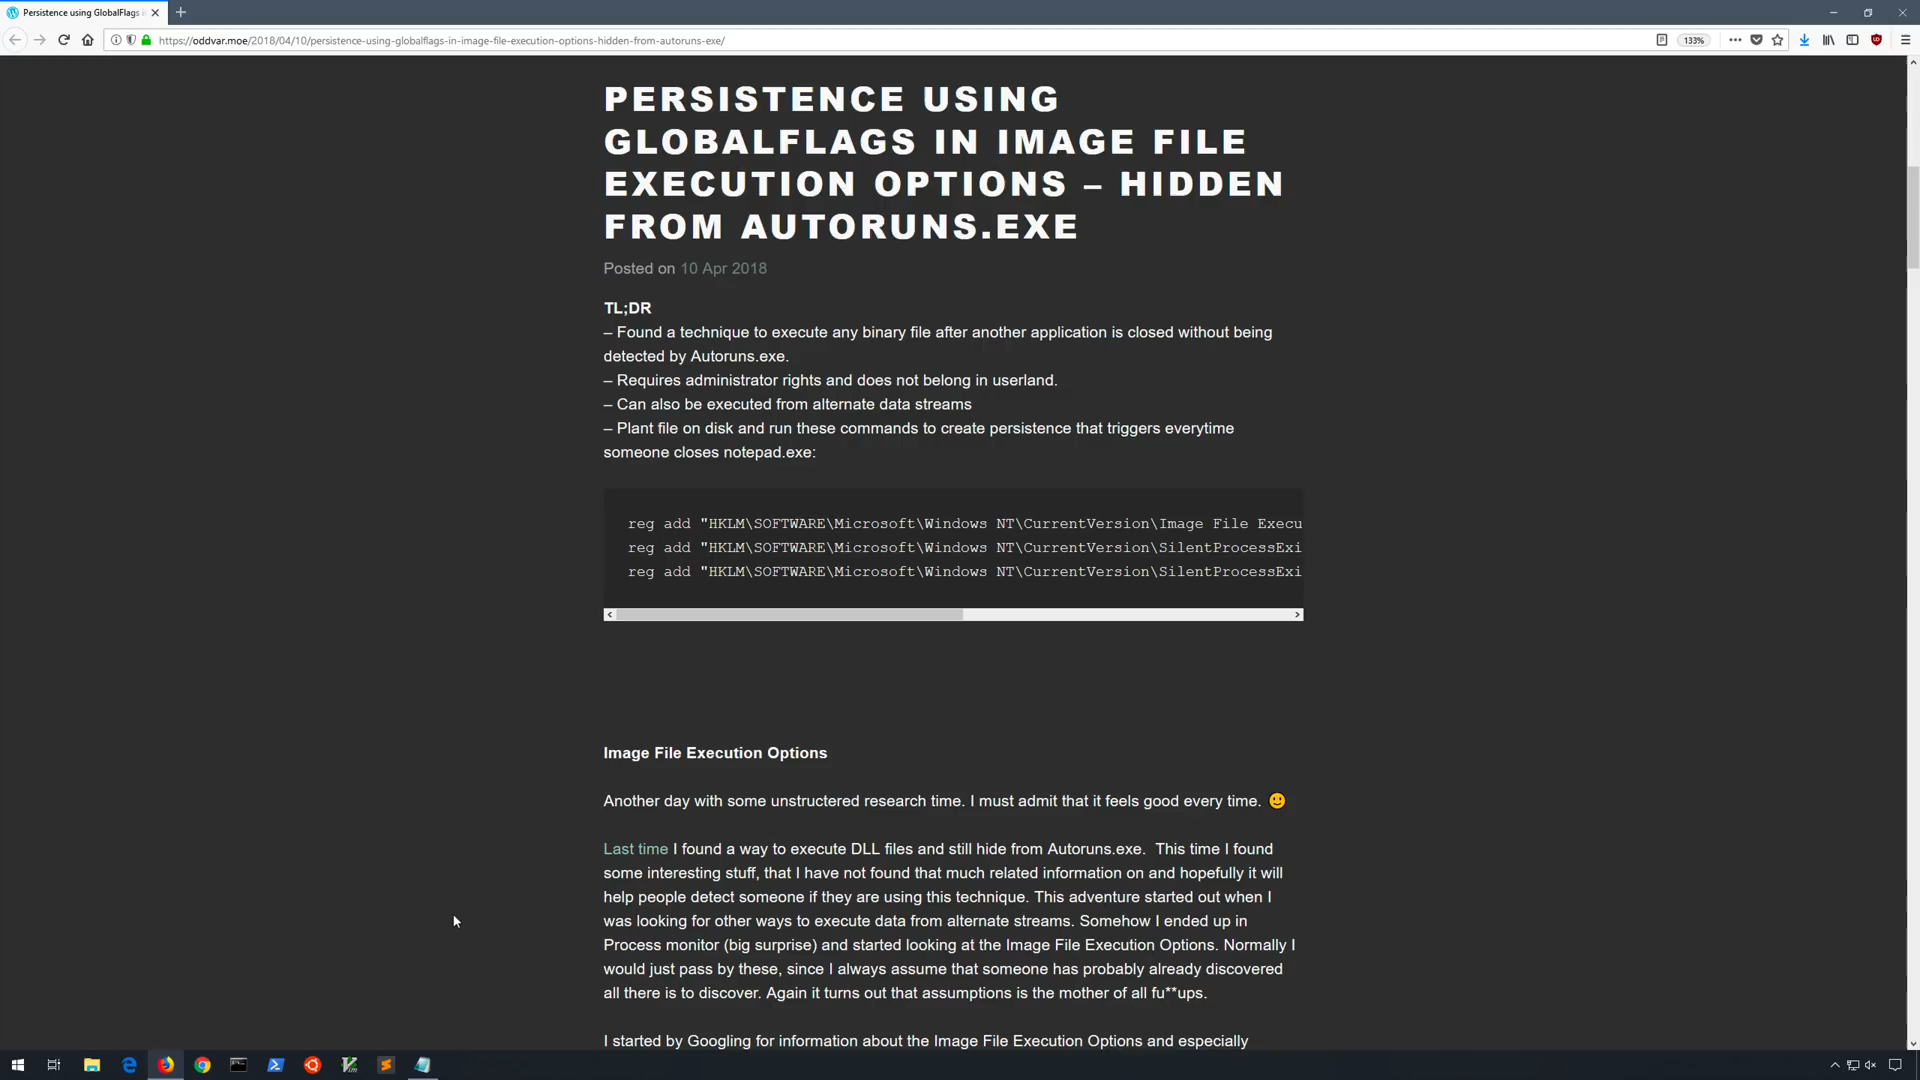 Persistence using GlobalFlags i
https://oddvar.moe/2018/04/10/persistence-using-globalflags-in-image-file-execution-options-hidden-from-autoruns-exe/
133%
PERSISTENCE USING
GLOBALFLAGS IN IMAGE FILE
EXECUTION OPTIONS – HIDDEN
FROM AUTORUNS.EXE
Posted on 10 Apr 2018
TL;DR
– Found a technique to execute any binary file after another application is closed without being
detected by Autoruns.exe.
– Requires administrator rights and does not belong in userland.
– Can also be executed from alternate data streams
– Plant file on disk and run these commands to create persistence that triggers everytime
someone closes notepad.exe:
reg add "HKLM\SOFTWARE\Microsoft\Windows NT\CurrentVersion\Image File Execu
reg add "HKLM\SOFTWARE\Microsoft\Windows NT\CurrentVersion\SilentProcessExi
reg add "HKLM\SOFTWARE\Microsoft\Windows NT\CurrentVersion\SilentProcessExi
Image File Execution Options
Another day with some unstructered research time. I must admit that it feels good every time. 🙂
Last time I found a way to execute DLL files and still hide from Autoruns.exe.  This time I found
some interesting stuff, that I have not found that much related information on and hopefully it will
help people detect someone if they are using this technique. This adventure started out when I
was looking for other ways to execute data from alternate streams. Somehow I ended up in
Process monitor (big surprise) and started looking at the Image File Execution Options. Normally I
would just pass by these, since I always assume that someone has probably already discovered
all there is to discover. Again it turns out that assumptions is the mother of all fu**ups.
I started by Googling for information about the Image File Execution Options and especially